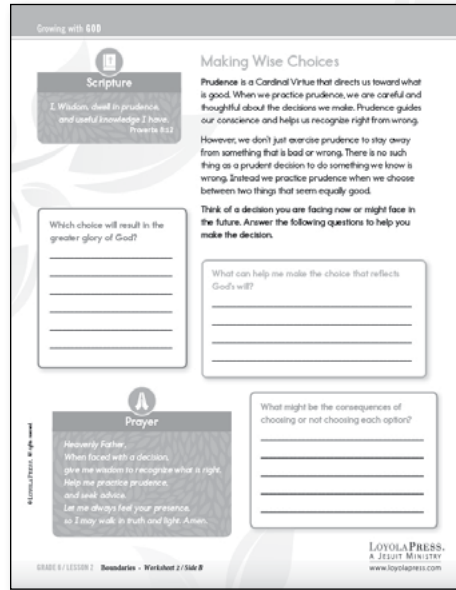 Growing with GOD
Scripture
I, Wisdom, dwell in prudence,
and useful knowledge I have.
Proverbs 8:12
Making Wise Choices
Prudence is a Cardinal Virtue that directs us toward what
is good. When we practice prudence, we are careful and
thoughtful about the decisions we make. Prudence guides
our conscience and helps us recognize right from wrong.
However, we don't just exercise prudence to stay away
from something that is bad or wrong. There is no such
thing as a prudent decision to do something we know is
wrong. Instead we practice prudence when we choose
between two things that seem equally good.
Think of a decision you are facing now or might face in
the future. Answer the following questions to help you
make the decision.
Which choice will result in the
greater glory of God?
What can help me make the choice that reflects
God's will?
Prayer
Heavenly Father,
When faced with a decision,
give me wisdom to recognize what is right.
Help me practice prudence,
and seek advice.
Let me always feel your presence,
so I may walk in truth and light. Amen.
What might be the consequences of
choosing or not choosing each option?
© LOYOLA PRESS. All rights reserved.
GRADE 6 / LESSON 2 Boundaries - Worksheet 2 / Side B
LOYOLA PRESS.
A JESUIT MINISTRY
www.loyolapress.com